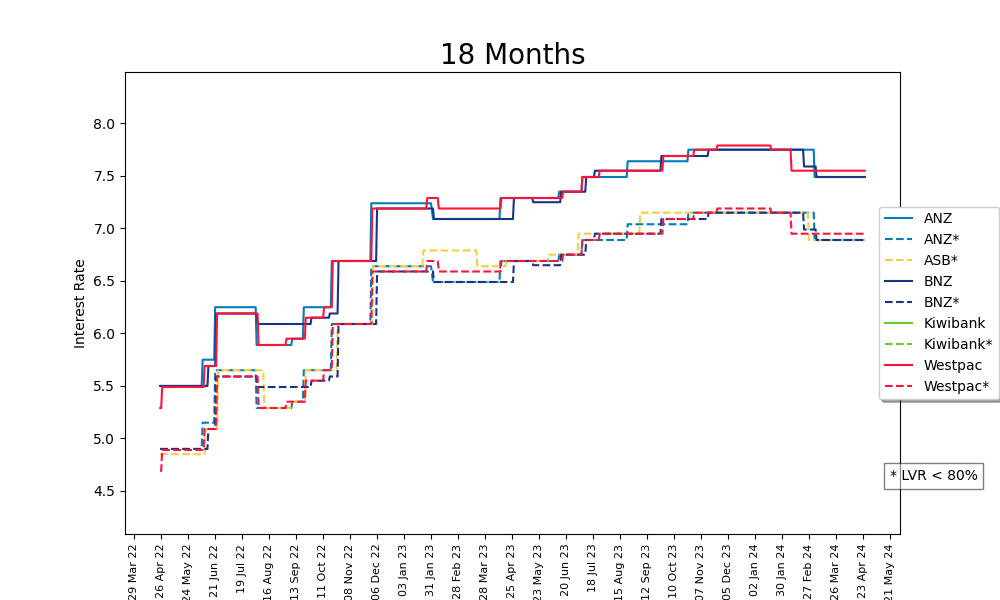 18 Months
Interest Rate
8.0
7.5
7.0
6.5
6.0
5.5
5.0
4.5
29 Mar 22
26 Apr 22
24 May 22
21 Jun 22
19 Jul 22
16 Aug 22
13 Sep 22
11 Oct 22
08 Nov 22
06 Dec 22
03 Jan 23
31 Jan 23
28 Feb 23
28 Mar 23
25 Apr 23
23 May 23
20 Jun 23
18 Jul 23
15 Aug 23
12 Sep 23
10 Oct 23
07 Nov 23
05 Dec 23
02 Jan 24
30 Jan 24
27 Feb 24
26 Mar 24
23 Apr 24
21 May 24
ANZ
ANZ*
ASB*
BNZ
BNZ*
Kiwibank
Kiwibank*
Westpac
Westpac*
* LVR < 80%